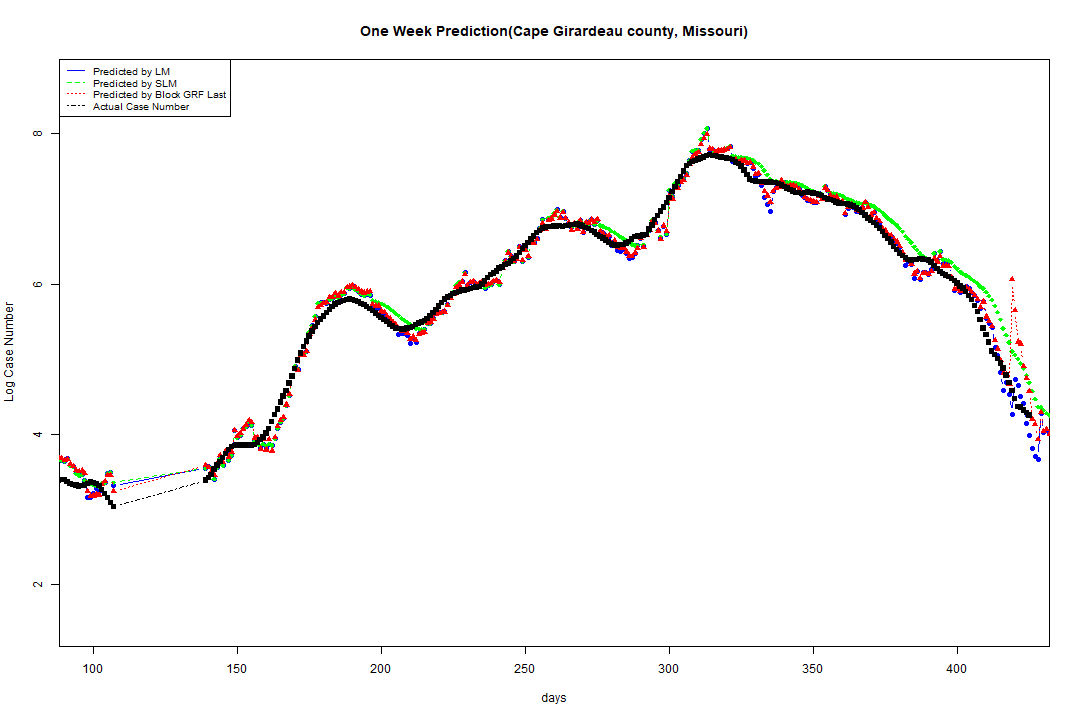 One Week Prediction(Cape Girardeau county, Missouri)
Predicted by LM
Predicted by SLM
Predicted by Block GRF Last
Actual Case Number
8
6
4
2
Log Case Number
100 150 200 250 300 350 400
days